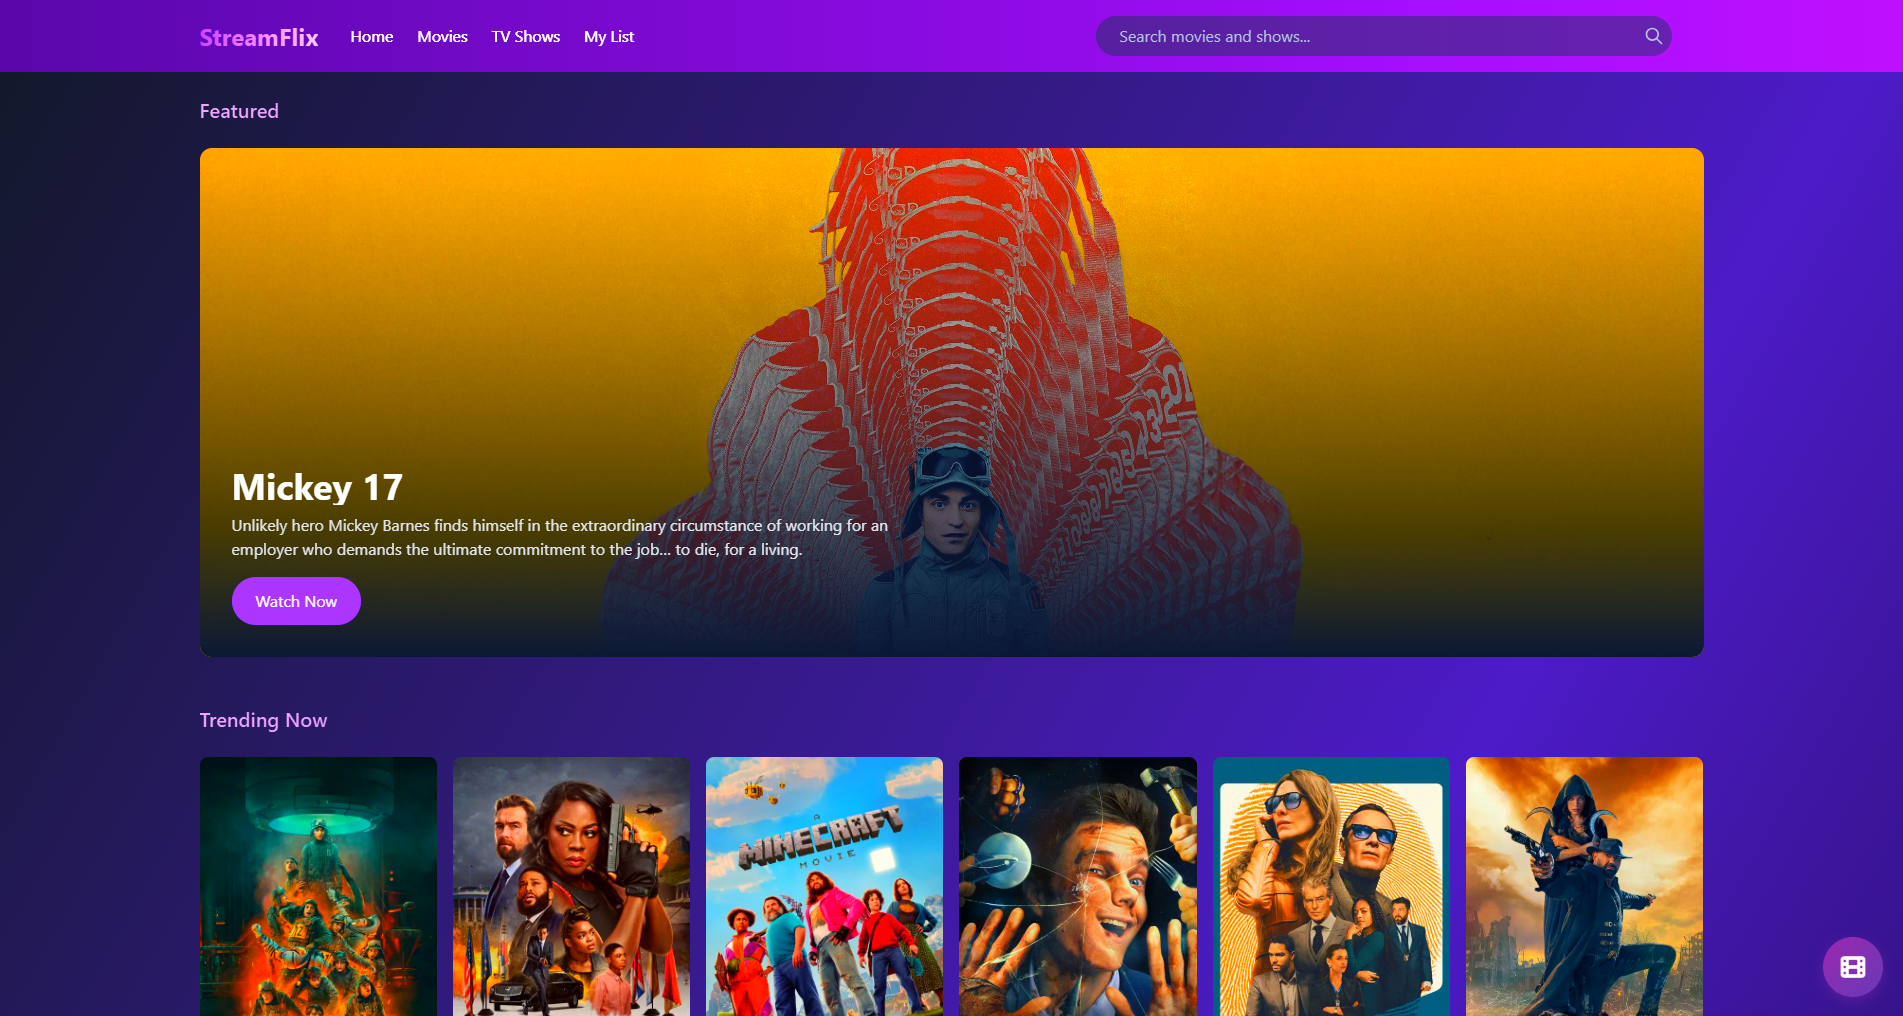 StreamFlix
Home
Movies
TV Shows
My List
Search movies and shows...
Featured
Mickey 17
Unlikely hero Mickey Barnes finds himself in the extraordinary circumstance of working for an
employer who demands the ultimate commitment to the job... to die, for a living.
Watch Now
Trending Now
A
MINECRAFT
MOVIE